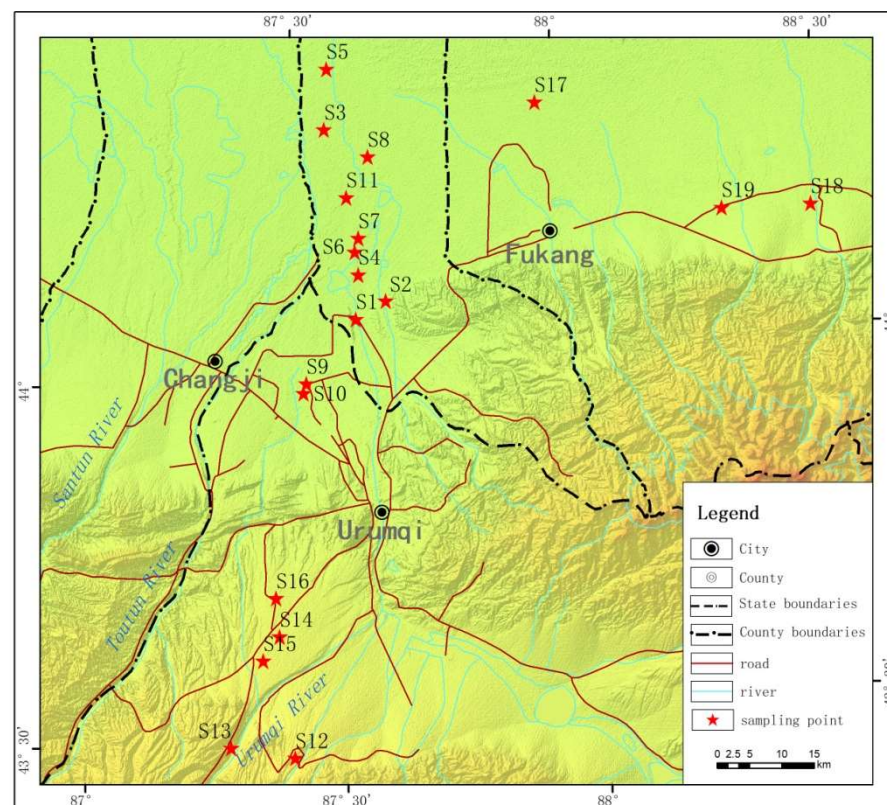 87° 30′
88°
88° 30′
S5
S17
S3
S8
S11
S19
S18
S7
S6
Fukang
S4
S2
S1
Changji
S9
44°
S10
Santun River
Urumqi
Legend
City
County
State boundaries
County boundaries
road
river
sampling point
0 2.5 5 10 15
km
S16
Toutun River
S14
S15
Urumqi River
S13
S12
43° 30′
87°
87° 30′
88°